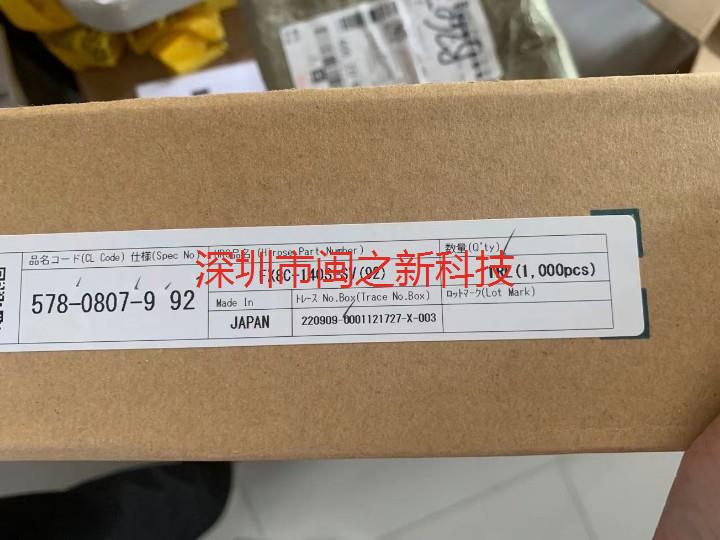 品名コード(CL Code) 仕様(Spec No.)
578-0807-9 92
HRS品名(Hirose Part Number)
数量(Q'ty)
(1,000pcs)
Made In
JAPAN
トレース No.Box(Trace No.Box)
220909-0001121727-X-003
ロットマーク(Lot Mark)
深圳市闽之新科技